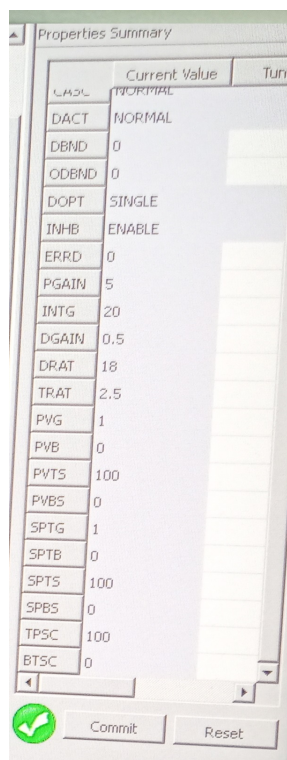 Properties Summary
Current Value
CASC NORMAL
DACT NORMAL
DBND 0
ODBND 0
DOPT SINGLE
INHB ENABLE
ERRD 0
PGAIN 5
INTG 20
DGAIN 0.5
DRAT 18
TRAT 2.5
PVG 1
PVB 0
PVTS 100
PVBS 0
SPTG 1
SPTB 0
SPTS 100
SPBS 0
TPSC 100
BTSC 0
Commit Reset